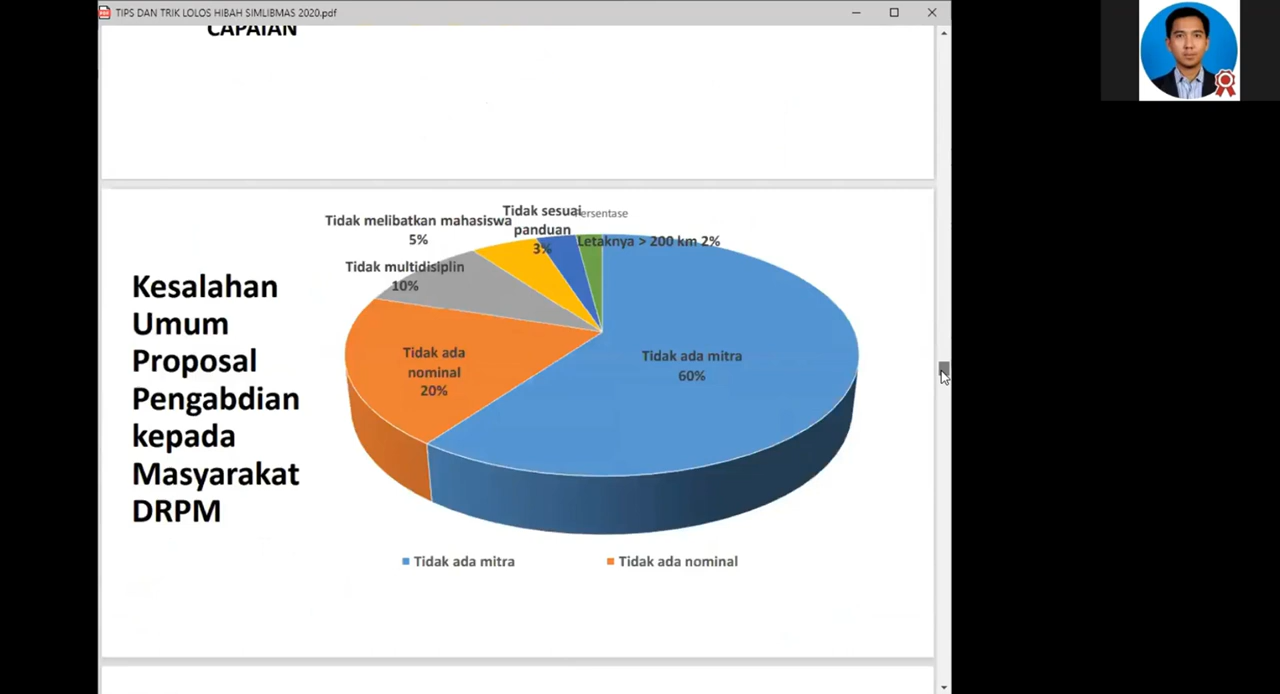 TIPS DAN TRIK LOLOS HIBAH SIMLIBMAS 2020.pdf
CAPAIAN
Kesalahan
Umum
Proposal
Pengabdian
kepada
Masyarakat
DRPM
Persentase
Tidak melibatkan mahasiswa
5%
Tidak sesuai
panduan
3%
Letaknya > 200 km 2%
Tidak multidisiplin
10%
Tidak ada
nominal
20%
Tidak ada mitra
60%
Tidak ada mitra
Tidak ada nominal